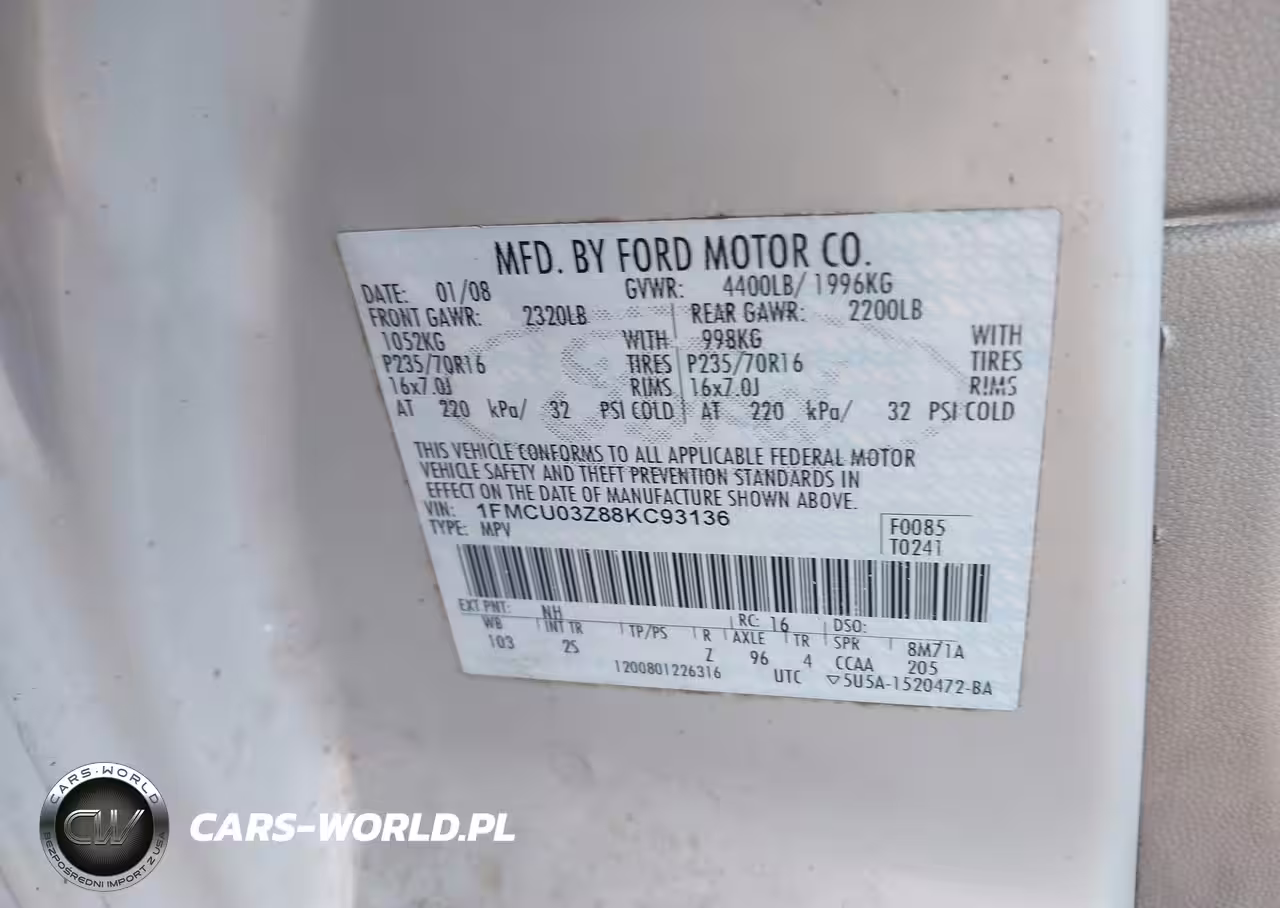 MFD. BY FORD MOTOR CO.
DATE: 01/08 GVWR: 4400LB/ 1996KG
FRONT GAWR: 2320LB REAR GAWR: 2200LB
1052KG WITH 998KG WITH
P235/70R16 TIRES P235/70R16 TIRES
16x7.0J RIMS 16x7.0J RIMS
AT 220 kPa/ 32 PSI COLD AT 220 kPa/ 32 PSI COLD
THIS VEHICLE CONFORMS TO ALL APPLICABLE FEDERAL MOTOR
VEHICLE SAFETY AND THEFT PREVENTION STANDARDS IN
EFFECT ON THE DATE OF MANUFACTURE SHOWN ABOVE.
VIN: 1FMCU03Z88KC93136 F0085
TYPE: MPV T0241
EXT PNT: NH RC: 16 DSO:
WB INT TR TP/PS R AXLE TR SPR 8M71A
103 2S Z 96 4 CCAA 205
1200801226316 UTC ▽5U5A-1520472-BA
CARS-WORLD
CW
BEZPOŚREDNI IMPORT Z USA
CARS-WORLD.PL